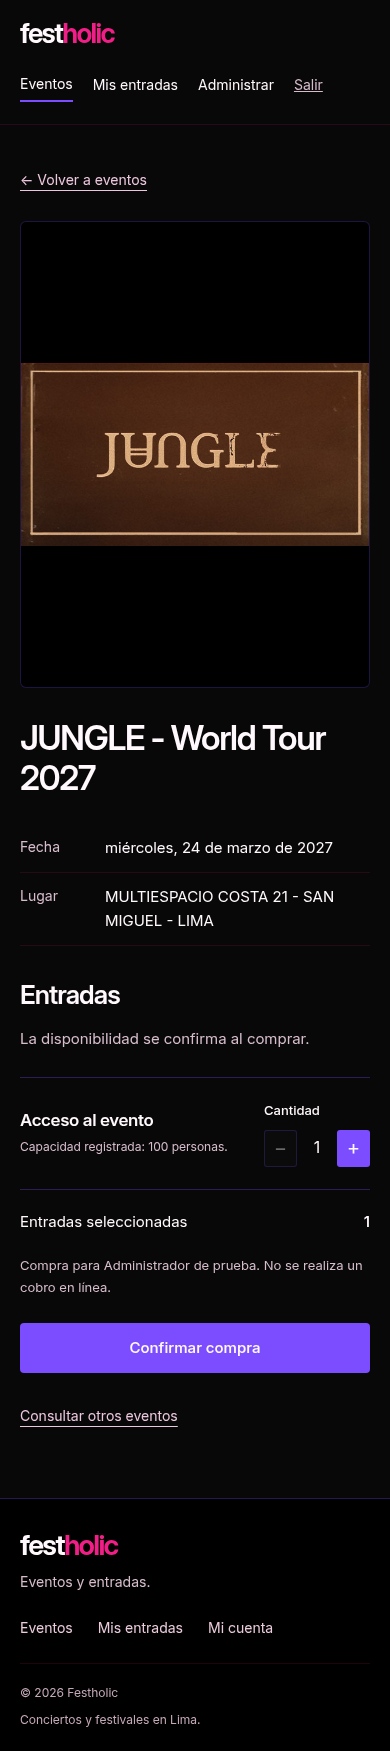 festholic
Eventos Mis entradas Administrar Salir
← Volver a eventos
JUNGLE
JUNGLE - World Tour
2027
Fecha miércoles, 24 de marzo de 2027
Lugar MULTIESPACIO COSTA 21 - SAN
MIGUEL - LIMA
Entradas
La disponibilidad se confirma al comprar.
Cantidad
Acceso al evento
Capacidad registrada: 100 personas.
− 1 +
Entradas seleccionadas 1
Compra para Administrador de prueba. No se realiza un
cobro en línea.
Confirmar compra
Consultar otros eventos
festholic
Eventos y entradas.
Eventos Mis entradas Mi cuenta
© 2026 Festholic
Conciertos y festivales en Lima.